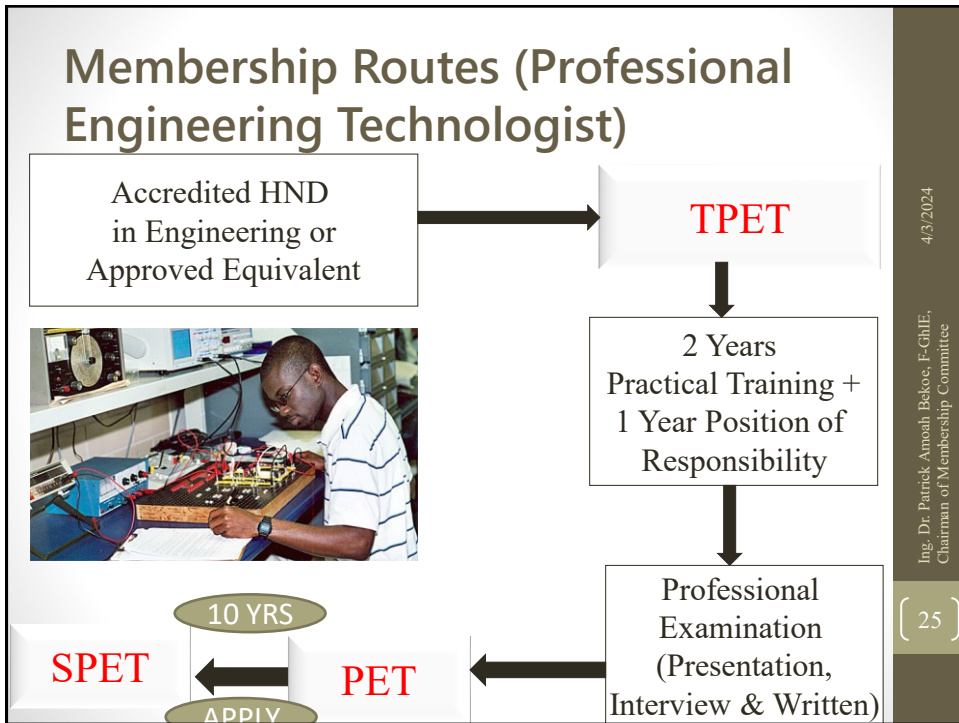 Membership Routes (Professional
Engineering Technologist)
Accredited HND
in Engineering or
Approved Equivalent
TPET
2 Years
Practical Training +
1 Year Position of
Responsibility
Professional
Examination
(Presentation,
Interview & Written)
PET
10 YRS
APPLY
SPET
4/3/2024
Ing. Dr. Patrick Amoah Bekoe, F-GhIE,
Chairman of Membership Committee
25